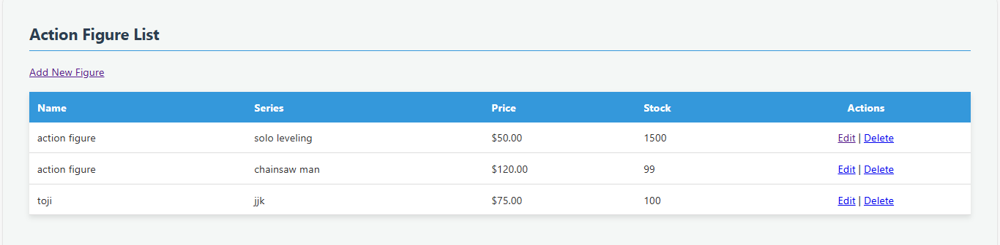 Action Figure List
Add New Figure
Name Series Price Stock Actions
action figure solo leveling $50.00 1500 Edit | Delete
action figure chainsaw man $120.00 99 Edit | Delete
toji jjk $75.00 100 Edit | Delete